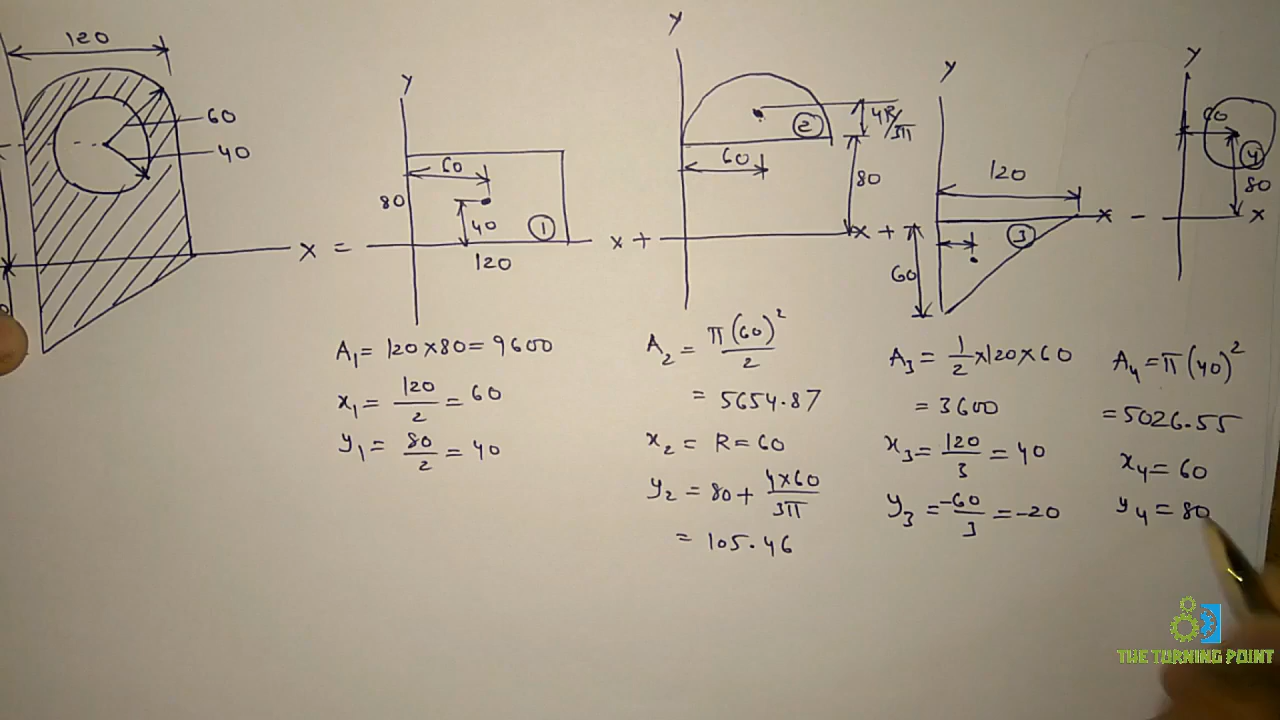 120
60
40
x =
y
60
80
40
1
120
x +
y
2
4R/3π
60
80
x +
y
120
3
60
x −
y
60
4
80
x
A₁ = 120 × 80 = 9600
x₁ = 120/2 = 60
y₁ = 80/2 = 40
A₂ = π(60)²/2
= 5654.87
x₂ = R = 60
y₂ = 80 + 4×60/3π
= 105.46
A₃ = 1/2 × 120 × 60
= 3600
x₃ = 120/3 = 40
y₃ = -60/3 = -20
A₄ = π(40)²
= 5026.55
x₄ = 60
y₄ = 80
THE TURNING POINT